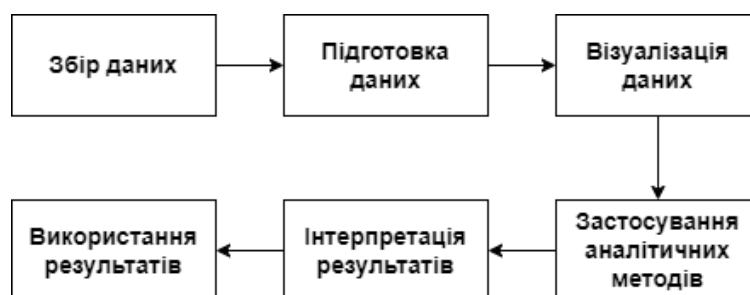 Збір даних
Підготовка
даних
Візуалізація
даних
Використання
результатів
Інтерпретація
результатів
Застосування
аналітичних
методів